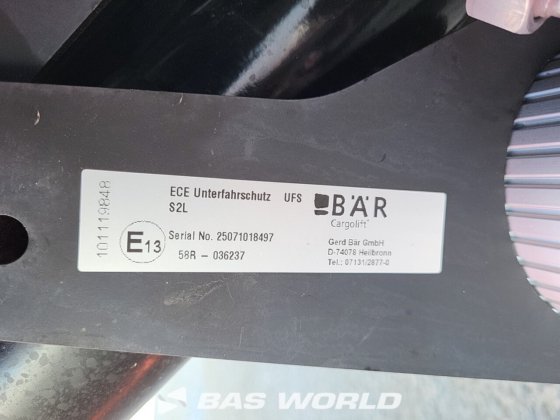 101119848
ECE Unterfahrschutz UFS
S2L
E13
Serial No. 25071018497
58R - 036237
BÄR
Cargolift
Gerd Bär GmbH
D-74078 Heilbronn
Tel.: 07131/2877-0
BAS WORLD